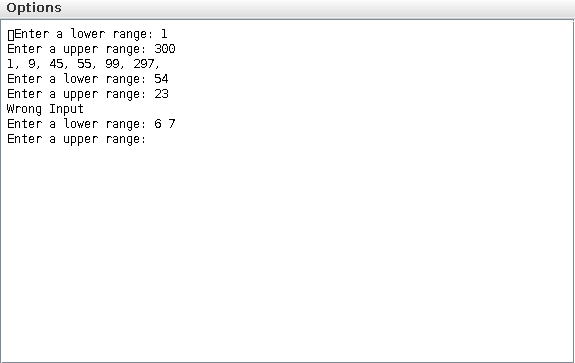 Options
Enter a lower range: 1
Enter a upper range: 300
1, 9, 45, 55, 99, 297,
Enter a lower range: 54
Enter a upper range: 23
Wrong Input
Enter a lower range: 6 7
Enter a upper range: